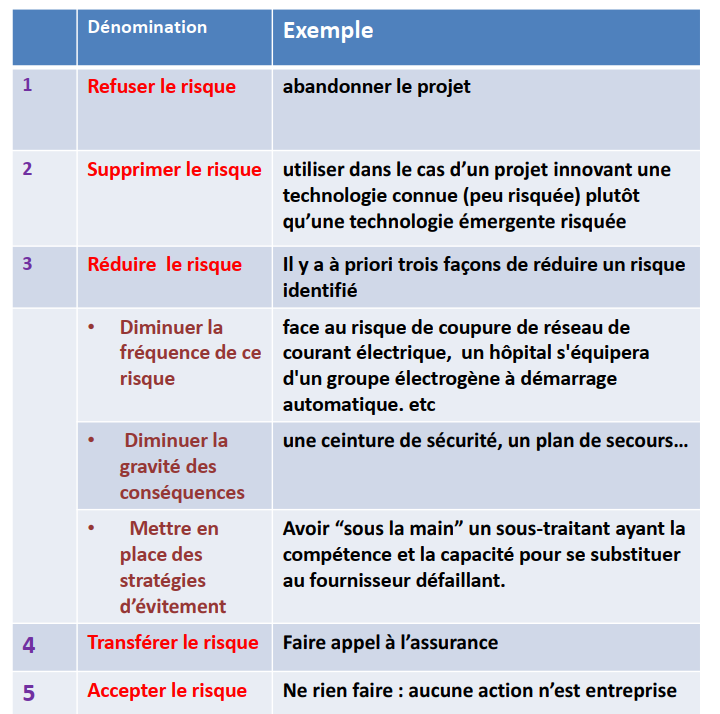 Dénomination
Exemple
1
Refuser le risque
abandonner le projet
2
Supprimer le risque
utiliser dans le cas d’un projet innovant une
technologie connue (peu risquée) plutôt
qu’une technologie émergente risquée
3
Réduire le risque
Il y a à priori trois façons de réduire un risque
identifié
• Diminuer la
fréquence de ce
risque
face au risque de coupure de réseau de
courant électrique, un hôpital s'équipera
d'un groupe électrogène à démarrage
automatique. etc
• Diminuer la
gravité des
conséquences
une ceinture de sécurité, un plan de secours…
• Mettre en
place des
stratégies
d’évitement
Avoir “sous la main” un sous-traitant ayant la
compétence et la capacité pour se substituer
au fournisseur défaillant.
4
Transférer le risque
Faire appel à l’assurance
5
Accepter le risque
Ne rien faire : aucune action n’est entreprise